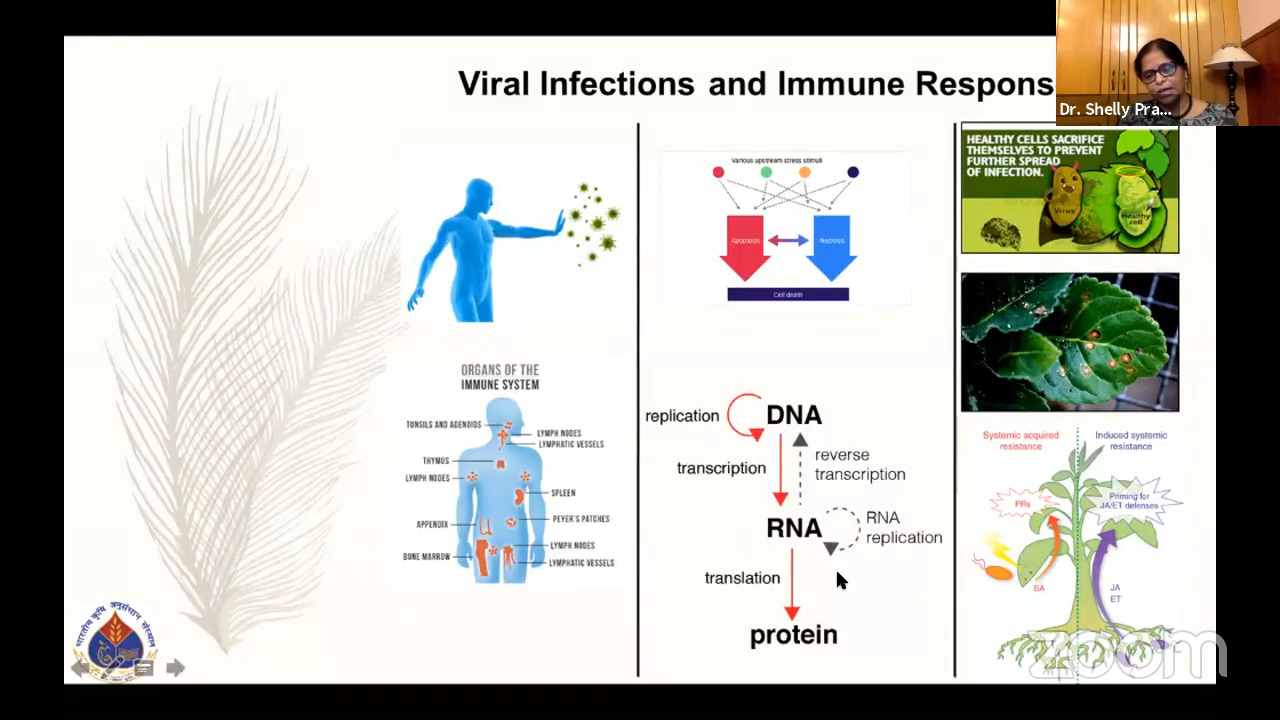 Viral Infections and Immune Respons
Dr. Shelly Pra...
ORGANS OF THE
IMMUNE SYSTEM
TONSILS AND ADENOIDS
LYMPH NODES
LYMPHATIC VESSELS
THYMUS
LYMPH NODES
SPLEEN
APPENDIX
PEYER'S PATCHES
BONE MARROW
LYMPH NODES
LYMPHATIC VESSELS
Various upstream stress stimuli
Apoptosis
Necrosis
Cell death
replication
DNA
transcription
reverse
transcription
RNA
RNA
replication
translation
protein
HEALTHY CELLS SACRIFICE
THEMSELVES TO PREVENT
FURTHER SPREAD
OF INFECTION.
Virus
Healthy
cell
Systemic acquired
resistance
Induced systemic
resistance
PRs
Priming for
JA/ET defenses
SA
JA
ET
भारतीय कृषि अनुसंधान संस्थान
zoom